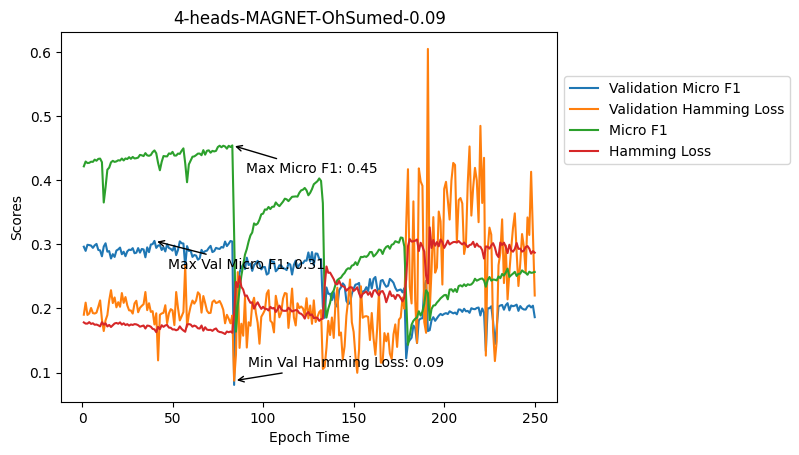 4-heads-MAGNET-OhSumed-0.09
0.6
0.5
0.4
0.3
0.2
0.1
Scores
0
50
100
150
200
250
Epoch Time
Max Micro F1: 0.45
Max Val Micro F1: 0.31
Min Val Hamming Loss: 0.09
Validation Micro F1
Validation Hamming Loss
Micro F1
Hamming Loss